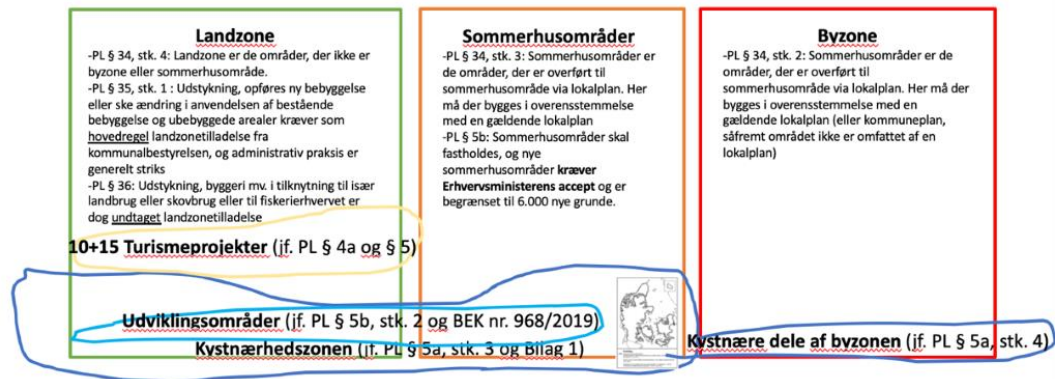 Landzone
-PL § 34, stk. 4: Landzone er de områder, der ikke er
byzone eller sommerhusområde.
-PL § 35, stk. 1 : Udstykning, opføres ny bebyggelse
eller ske ændring i anvendelsen af bestående
bebyggelse og ubebyggede arealer kræver som
hovedregel landzonetilladelse fra
kommunalbestyrelsen, og administrativ praksis er
generelt striks
-PL § 36: Udstykning, byggeri mv. i tilknytning til især
landbrug eller skovbrug eller til fiskerierhvervet er
dog undtaget landzonetilladelse
Sommerhusområder
-PL § 34, stk. 3: Sommerhusområder er
de områder, der er overført til
sommerhusområde via lokalplan. Her
må der bygges i overensstemmelse
med en gældende lokalplan
-PL § 5b: Sommerhusområder skal
fastholdes, og nye
sommerhusområder kræver
Erhvervsministerens accept og er
begrænset til 6.000 nye grunde.
Byzone
-PL § 34, stk. 2: Sommerhusområder er de
områder, der er overført til
sommerhusområde via lokalplan. Her må der
bygges i overensstemmelse med en
gældende lokalplan (eller kommuneplan,
såfremt området ikke er omfattet af en
lokalplan)
10+15 Turismeprojekter (jf. PL § 4a og § 5)
Udviklingsområder (jf. PL § 5b, stk. 2 og BEK nr. 968/2019)
Kystnærhedszonen (jf. PL § 5a, stk. 3 og Bilag 1)
Kystnære dele af byzonen (jf. PL § 5a, stk. 4)